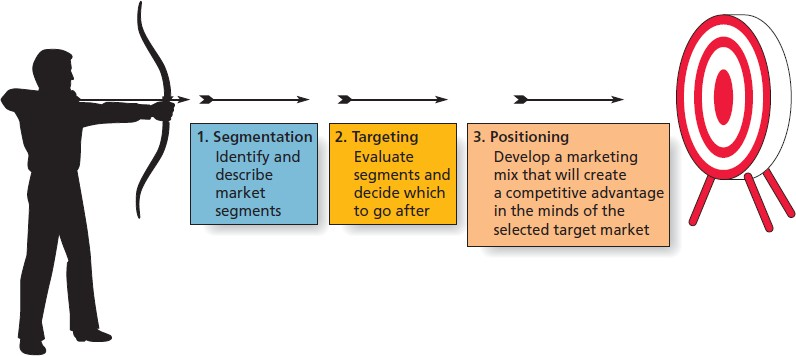 1. Segmentation
Identify and
describe
market
segments
2. Targeting
Evaluate
segments and
decide which
to go after
3. Positioning
Develop a marketing
mix that will create
a competitive advantage
in the minds of the
selected target market